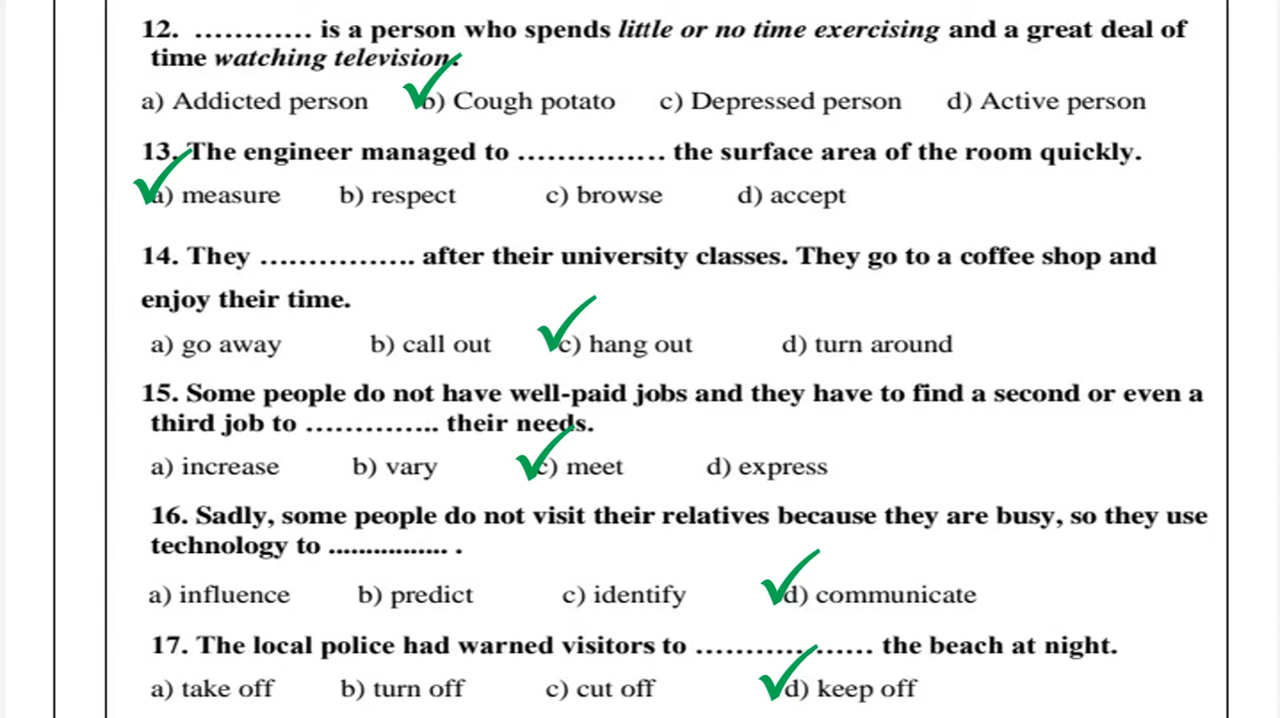 12. ………… is a person who spends little or no time exercising and a great deal of
time watching television.
a) Addicted person b) Cough potato c) Depressed person d) Active person
13. The engineer managed to …………… the surface area of the room quickly.
a) measure b) respect c) browse d) accept
14. They ……………. after their university classes. They go to a coffee shop and
enjoy their time.
a) go away b) call out c) hang out d) turn around
15. Some people do not have well-paid jobs and they have to find a second or even a
third job to ………….. their needs.
a) increase b) vary c) meet d) express
16. Sadly, some people do not visit their relatives because they are busy, so they use
technology to ................ .
a) influence b) predict c) identify d) communicate
17. The local police had warned visitors to ……………… the beach at night.
a) take off b) turn off c) cut off d) keep off